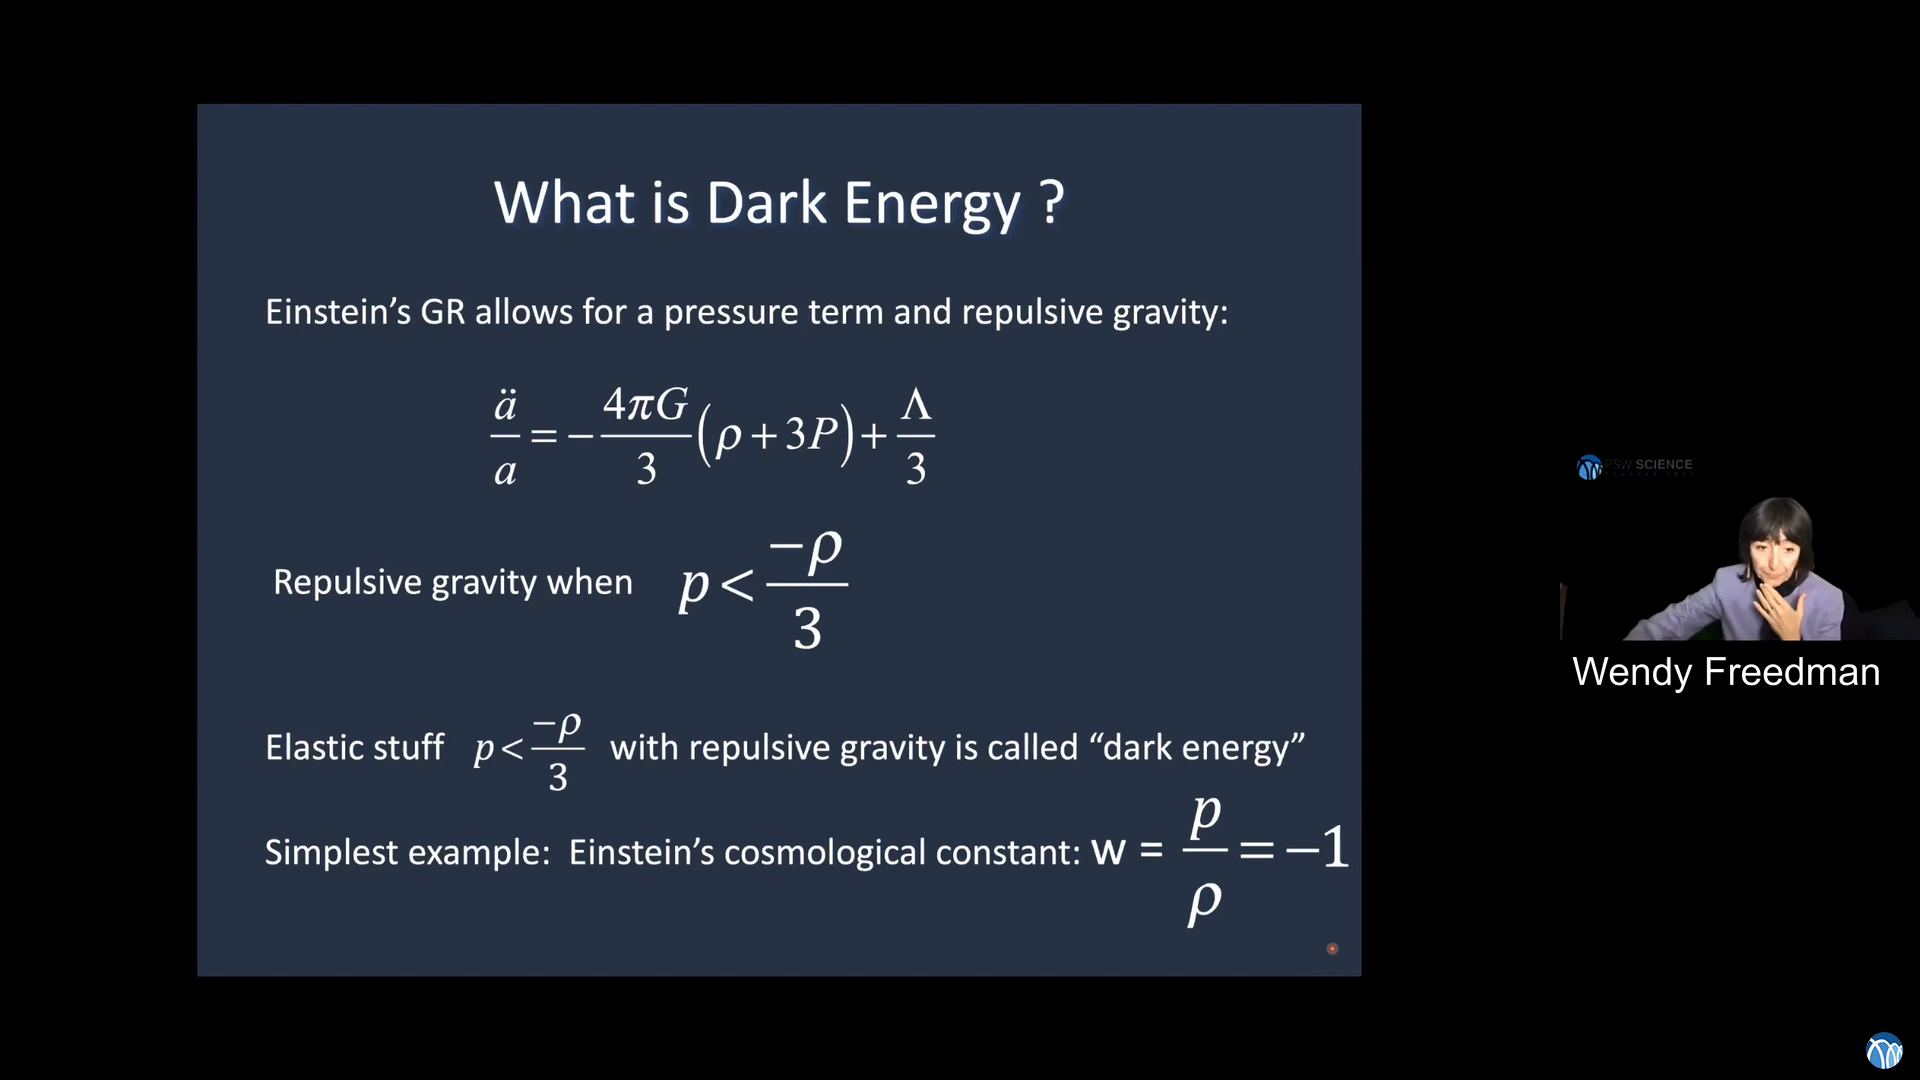 What is Dark Energy ?
Einstein's GR allows for a pressure term and repulsive gravity:
ä/a = −4πG/3 (ρ + 3P) + Λ/3
Repulsive gravity when p < −ρ/3
Elastic stuff p < −ρ/3 with repulsive gravity is called “dark energy”
Simplest example: Einstein's cosmological constant: w = p/ρ = −1
PSW SCIENCE
Wendy Freedman